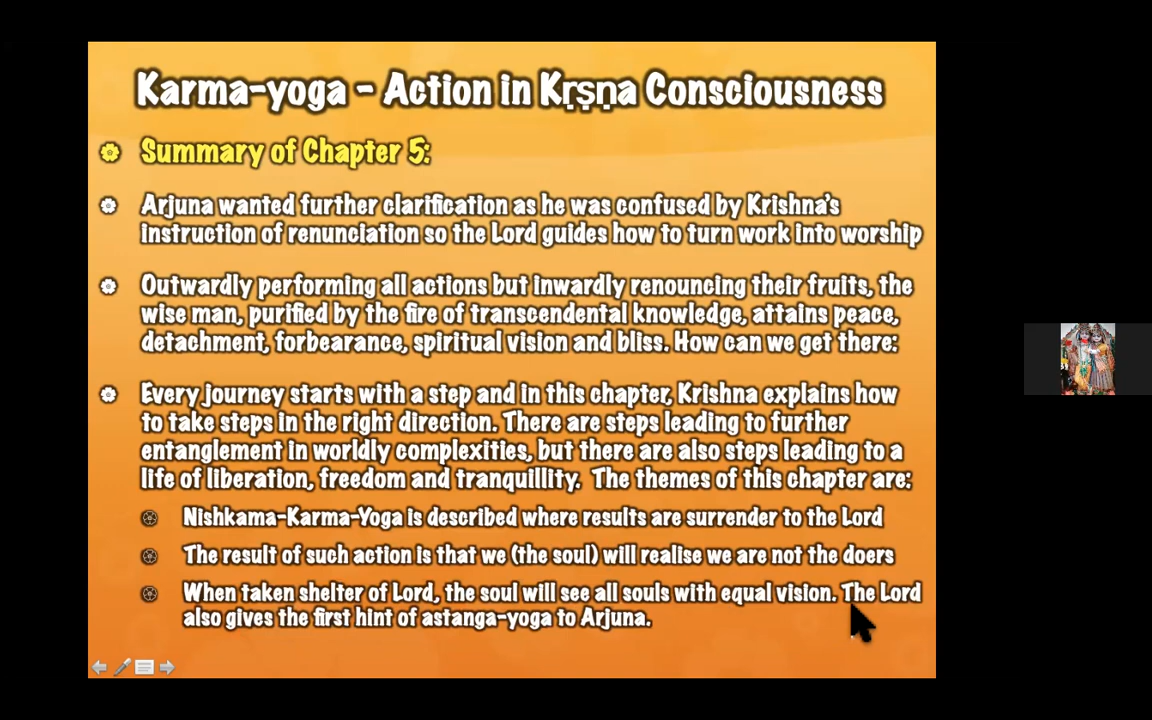 Karma-yoga - Action in Kṛṣṇa Consciousness
Summary of Chapter 5:
Arjuna wanted further clarification as he was confused by Krishna's
instruction of renunciation so the Lord guides how to turn work into worship
Outwardly performing all actions but inwardly renouncing their fruits, the
wise man, purified by the fire of transcendental knowledge, attains peace,
detachment, forbearance, spiritual vision and bliss. How can we get there:
Every journey starts with a step and in this chapter, Krishna explains how
to take steps in the right direction. There are steps leading to further
entanglement in worldly complexities, but there are also steps leading to a
life of liberation, freedom and tranquillity. The themes of this chapter are:
Nishkama-Karma-Yoga is described where results are surrender to the Lord
The result of such action is that we (the soul) will realise we are not the doers
When taken shelter of Lord, the soul will see all souls with equal vision. The Lord
also gives the first hint of astanga-yoga to Arjuna.